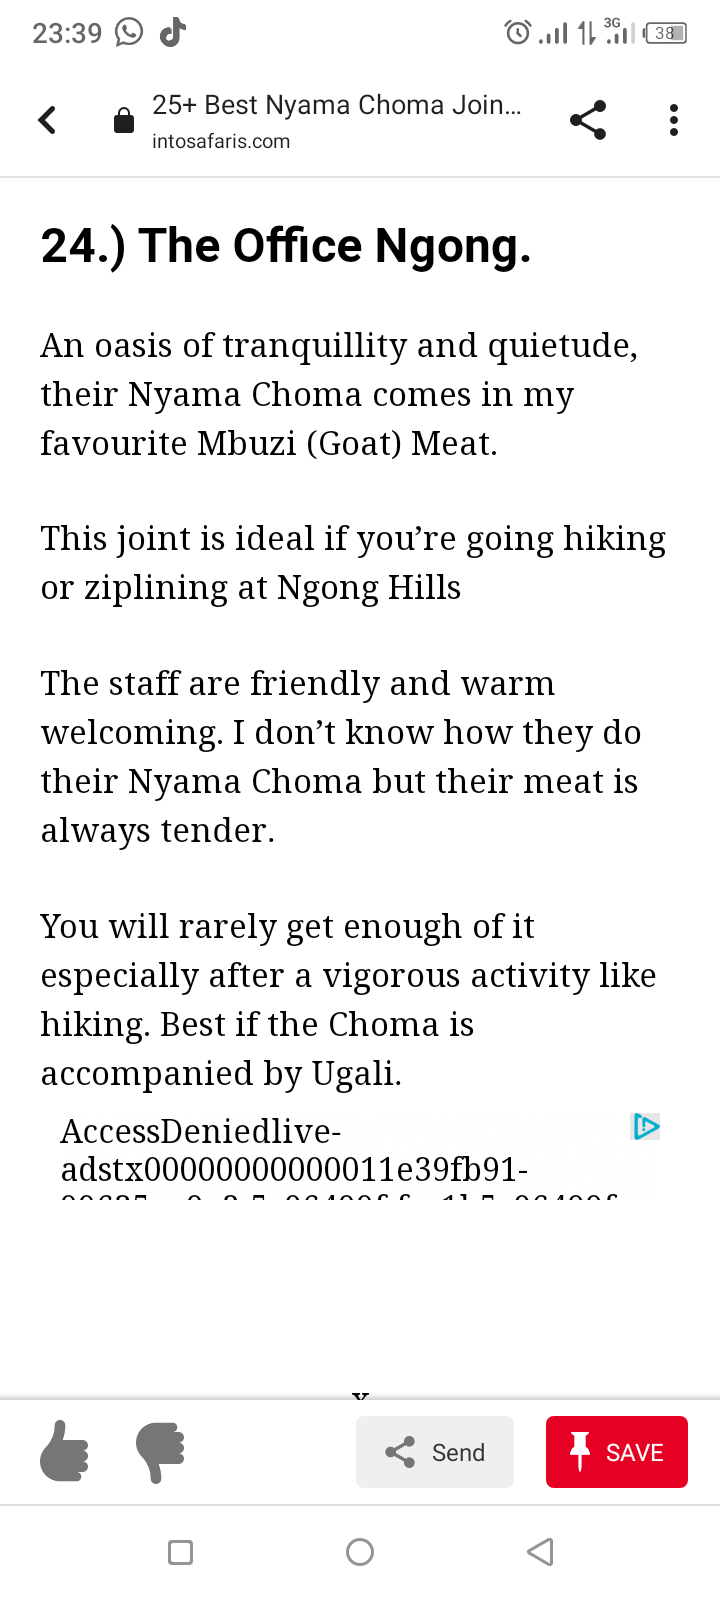 23:39
3G
38
25+ Best Nyama Choma Join...
intosafaris.com
24.) The Office Ngong.
An oasis of tranquillity and quietude,
their Nyama Choma comes in my
favourite Mbuzi (Goat) Meat.
This joint is ideal if you’re going hiking
or ziplining at Ngong Hills
The staff are friendly and warm
welcoming. I don’t know how they do
their Nyama Choma but their meat is
always tender.
You will rarely get enough of it
especially after a vigorous activity like
hiking. Best if the Choma is
accompanied by Ugali.
AccessDeniedlive-
adstx00000000000011e39fb91-
x
Send
SAVE